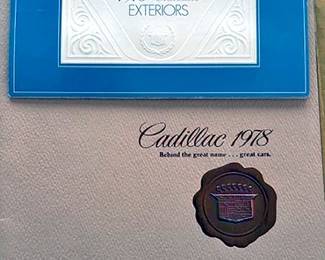 EXTERIORS
Cadillac 1978
Behind the great name . . . great cars.